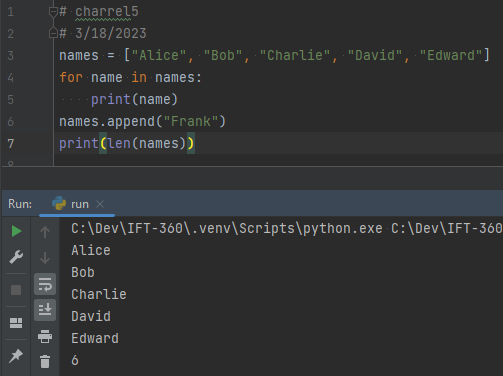 1 # charrel5
2 # 3/18/2023
3 names = ["Alice", "Bob", "Charlie", "David", "Edward"]
4 for name in names:
5     print(name)
6 names.append("Frank")
7 print(len(names))
8
Run: run
C:\Dev\IFT-360\.venv\Scripts\python.exe C:\Dev\IFT-360
Alice
Bob
Charlie
David
Edward
6